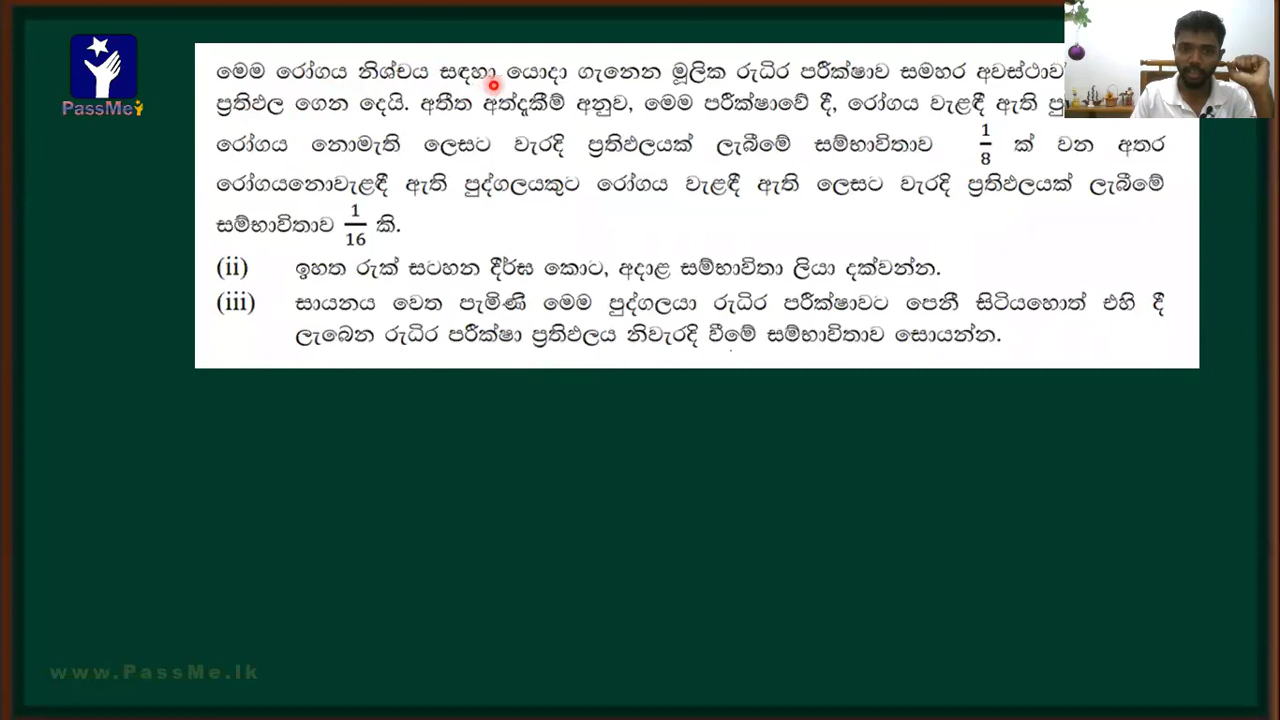 PassMe
මෙම රෝගය නිශ්චය සඳහා යොදා ගැනෙන මූලික රුධිර පරීක්ෂාව සමහර
ප්‍රතිඵල ගෙන දෙයි. අතීත අත්දැකීම් අනුව, මෙම පරීක්ෂාවේ දී, රෝගය වැළඳී ඇති
රෝගය නොමැති ලෙසට වැරදි ප්‍රතිඵලයක් ලැබීමේ සම්භාවිතාව 1/8 ක් වන අතර
රෝගයනොවැළඳී ඇති පුද්ගලයකුට රෝගය වැළඳී ඇති ලෙසට වැරදි ප්‍රතිඵලයක් ලැබීමේ
සම්භාවිතාව 1/16 කි.
(ii) ඉහත රුක් සටහන දීර්ඝ කොට, අදාළ සම්භාවිතා ලියා දක්වන්න.
(iii) සායනය වෙත පැමිණි මෙම පුද්ගලයා රුධිර පරීක්ෂාවට පෙනී සිටියහොත් එහි දී
ලැබෙන රුධිර පරීක්ෂා ප්‍රතිඵලය නිවැරදි වීමේ සම්භාවිතාව සොයන්න.
www.PassMe.lk